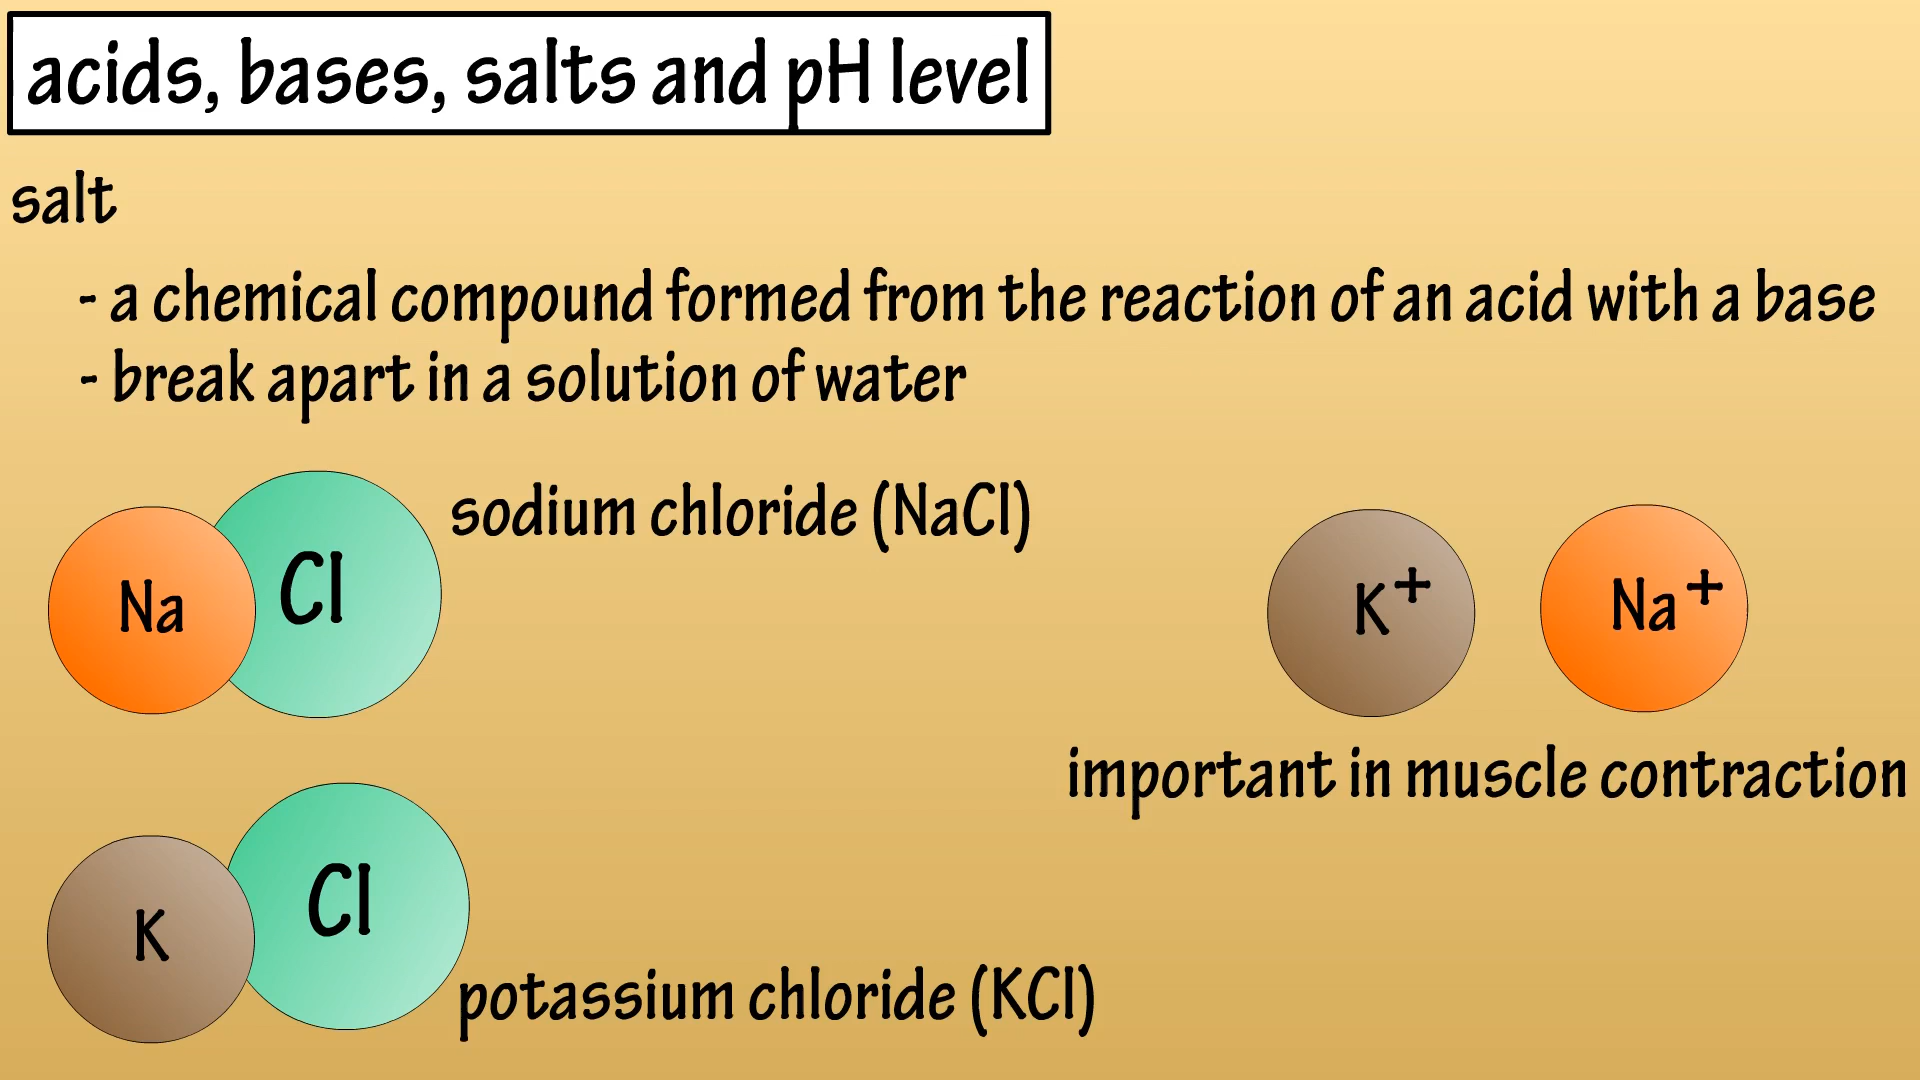 acids, bases, salts and pH level
salt
- a chemical compound formed from the reaction of an acid with a base
- break apart in a solution of water
sodium chloride (NaCl)
Na
Cl
K+
Na+
important in muscle contraction
K
Cl
potassium chloride (KCl)